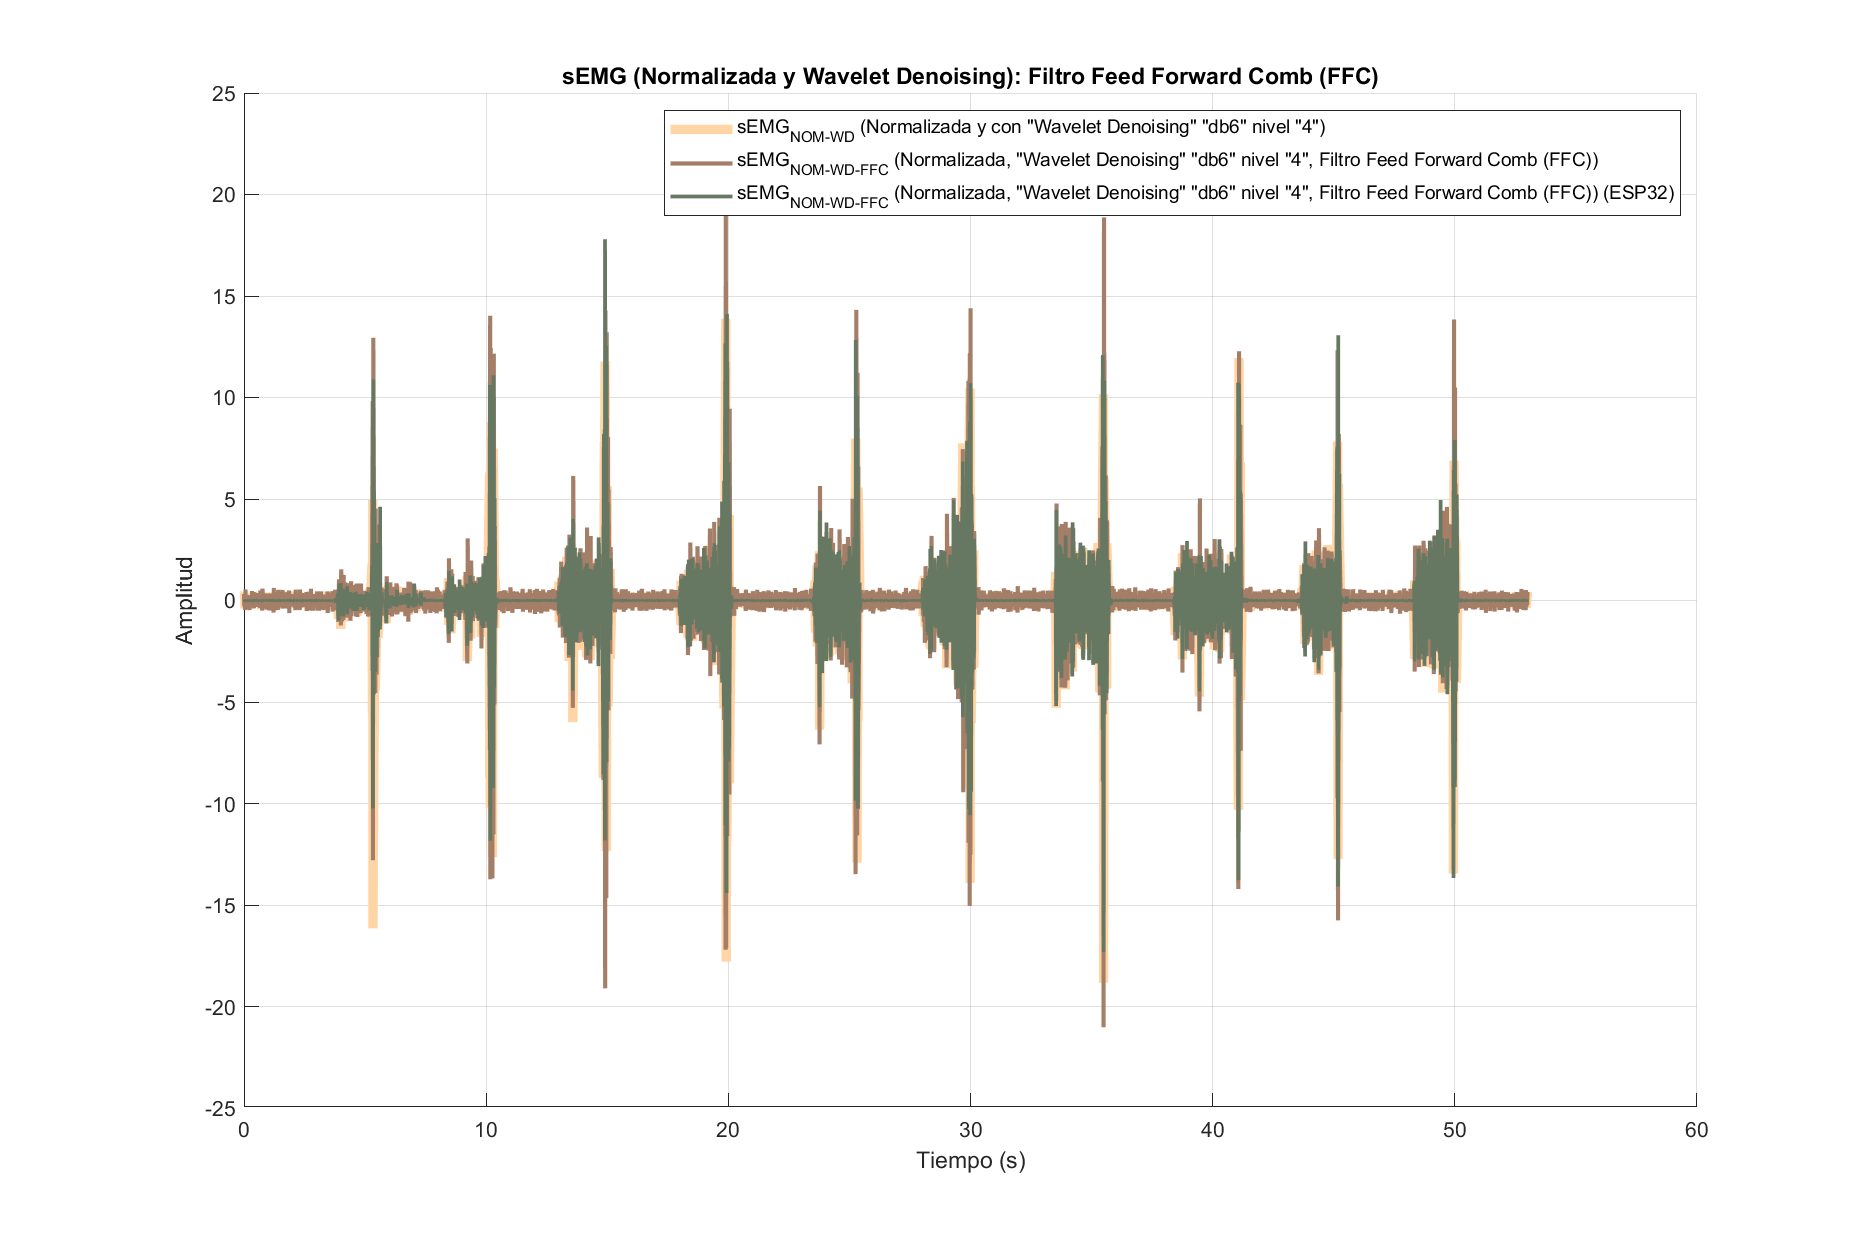 sEMG (Normalizada y Wavelet Denoising): Filtro Feed Forward Comb (FFC)
sEMG_NOM-WD (Normalizada y con "Wavelet Denoising" "db6" nivel "4")
sEMG_NOM-WD-FFC (Normalizada, "Wavelet Denoising" "db6" nivel "4", Filtro Feed Forward Comb (FFC))
sEMG_NOM-WD-FFC (Normalizada, "Wavelet Denoising" "db6" nivel "4", Filtro Feed Forward Comb (FFC)) (ESP32)
Amplitud
25
20
15
10
5
0
-5
-10
-15
-20
-25
0 10 20 30 40 50 60
Tiempo (s)